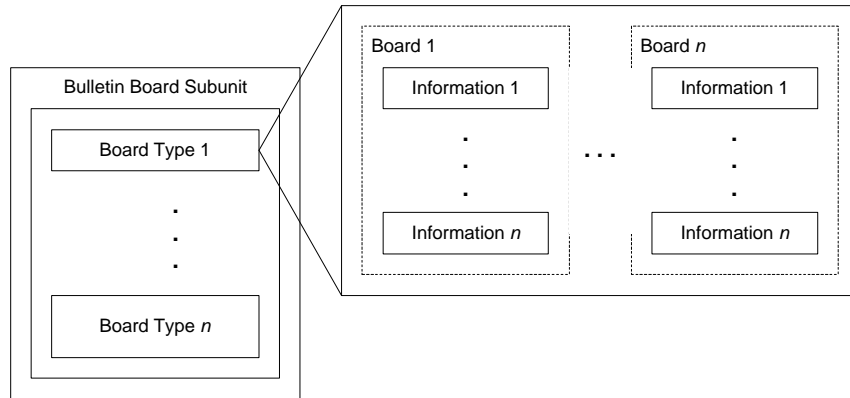 Bulletin Board Subunit
Board Type 1
.
.
.
Board Type n
Board 1
Information 1
.
.
.
Information n
. . .
Board n
Information 1
.
.
.
Information n